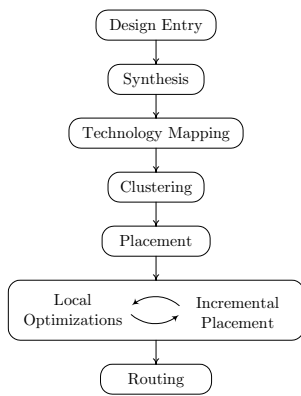 Design Entry
Synthesis
Technology Mapping
Clustering
Placement
Local
Optimizations
Incremental
Placement
Routing